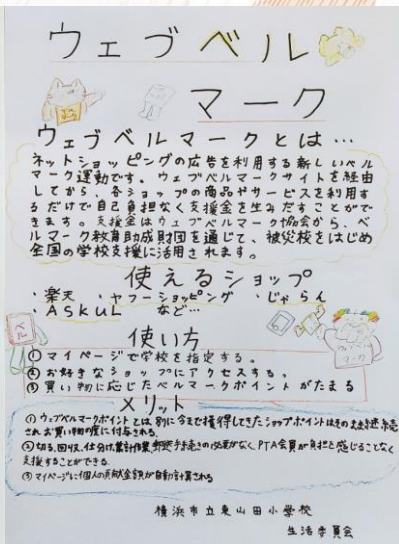 ウェブベル
マーク
ウェブベルマークとは…
ネットショッピングの広告を利用する新しいベル
マーク運動です。ウェブベルマークサイトを経由
してから、各ショップの商品やサービスを利用す
るだけで自己負担なく支援金を生みだすことがで
きます。支援金はウェブベルマーク協会から、ベ
ルマーク教育助成財団を通じて、被災校をはじめ
全国の学校支援に活用されます。
使えるショップ
・楽天 ・ヤフーショッピング ・じゃらん
・ASKUL など…
ベル
使い方
① マイページで学校を指定する。
② お好きなショップにアクセスする。
③ 買い物に応じたベルマークポイントがたまる
メリット
① ウェブベルマークポイントとは、別に今まで獲得してきたショップポイントはそのまま継続
されお買い物の度に付与される
② 切る、回収、仕分け、集計作業、郵送手続きの必要がなく、PTA会員が負担と感じることなく
支援することができる
③ マイページに個人の貢献金額が自動計算される
横浜市立東山田小学校
生活委員会